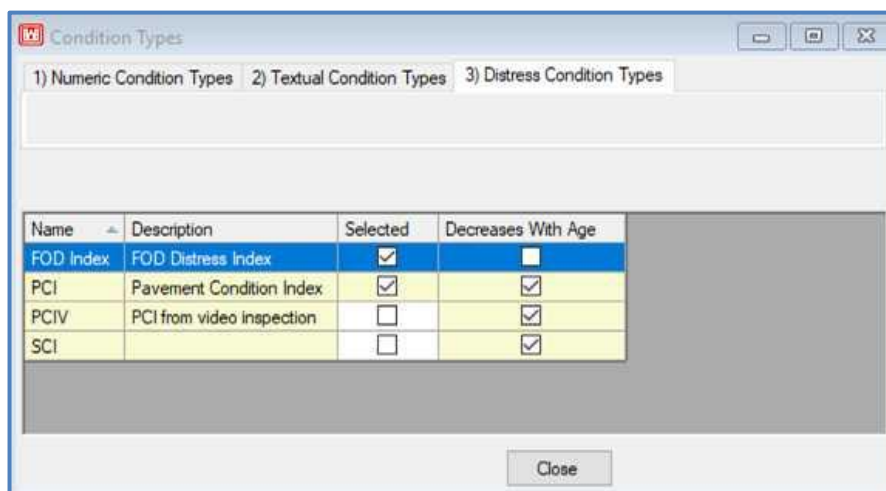 Condition Types
1) Numeric Condition Types 2) Textual Condition Types 3) Distress Condition Types
Name Description Selected Decreases With Age
FOD Index FOD Distress Index
PCI Pavement Condition Index
PCIV PCI from video inspection
SCI
Close